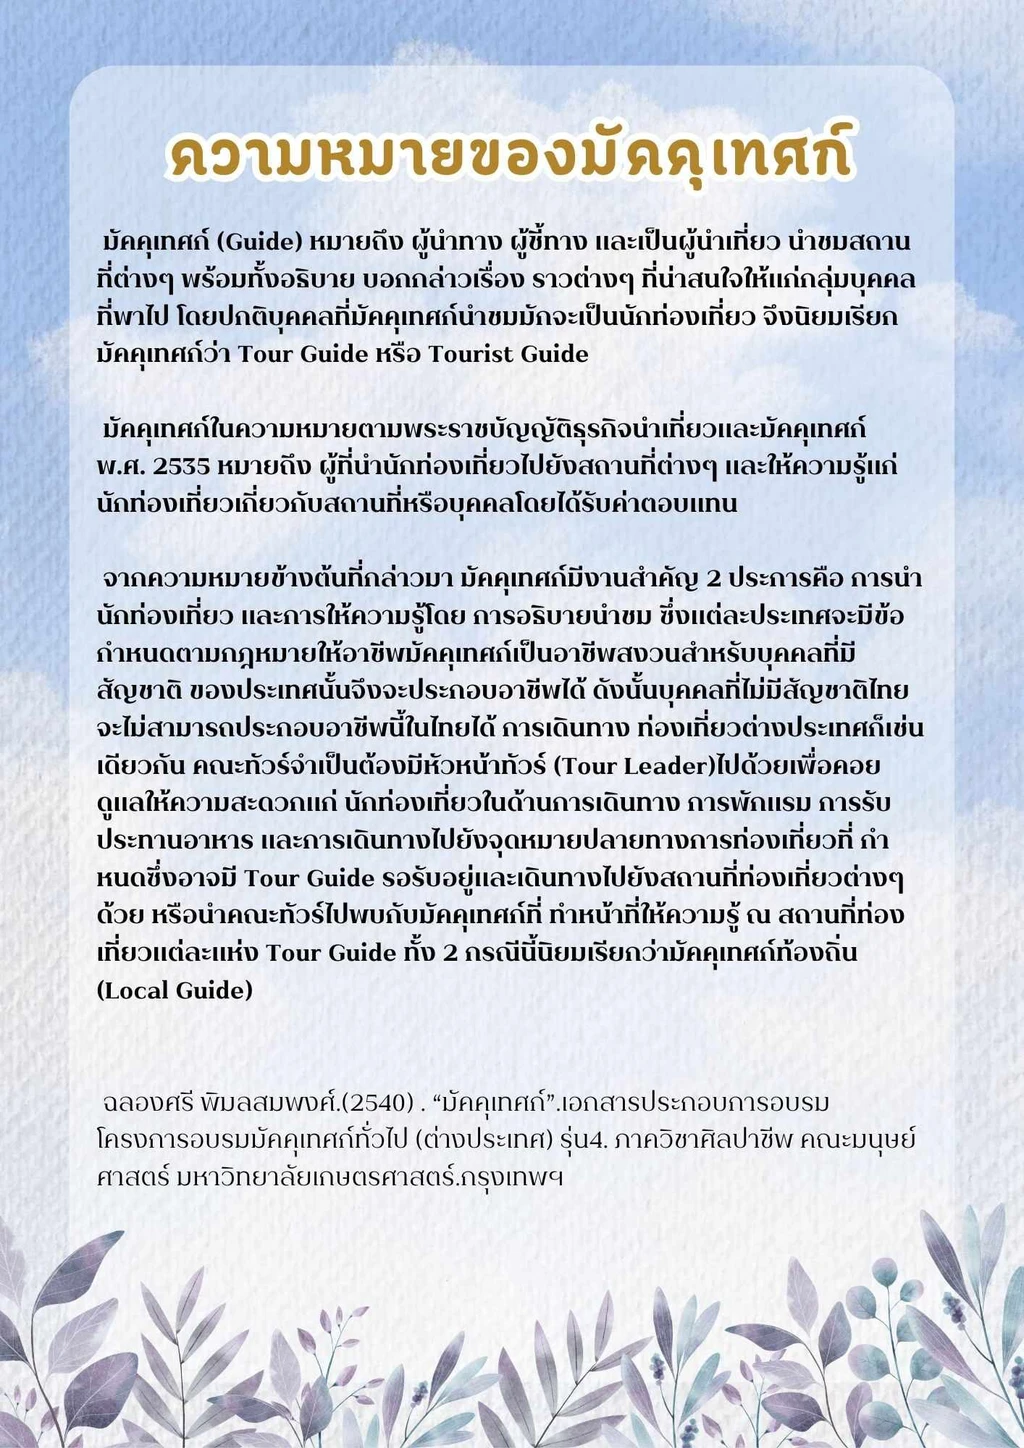 ความหมายของมัคคุเทศก์
มัคคุเทศก์ (Guide) หมายถึง ผู้นำทาง ผู้ชี้ทาง และเป็นผู้นำเที่ยว นำชมสถาน
ที่ต่างๆ พร้อมทั้งอธิบาย บอกกล่าวเรื่อง ราวต่างๆ ที่น่าสนใจให้แก่กลุ่มบุคคล
ที่พาไป โดยปกติบุคคลที่มัคคุเทศก์นำชมมักจะเป็นนักท่องเที่ยว จึงนิยมเรียก
มัคคุเทศก์ว่า Tour Guide หรือ Tourist Guide
มัคคุเทศก์ในความหมายตามพระราชบัญญัติธุรกิจนำเที่ยวและมัคคุเทศก์
พ.ศ. 2535 หมายถึง ผู้ที่นำนักท่องเที่ยวไปยังสถานที่ต่างๆ และให้ความรู้แก่
นักท่องเที่ยวเกี่ยวกับสถานที่หรือบุคคลโดยได้รับค่าตอบแทน
จากความหมายข้างต้นที่กล่าวมา มัคคุเทศก์มีงานสำคัญ 2 ประการคือ การนำ
นักท่องเที่ยว และการให้ความรู้โดย การอธิบายนำชม ซึ่งแต่ละประเทศจะมีข้อ
กำหนดตามกฎหมายให้อาชีพมัคคุเทศก์เป็นอาชีพสงวนสำหรับบุคคลที่มี
สัญชาติ ของประเทศนั้นจึงจะประกอบอาชีพได้ ดังนั้นบุคคลที่ไม่มีสัญชาติไทย
จะไม่สามารถประกอบอาชีพนี้ในไทยได้ การเดินทาง ท่องเที่ยวต่างประเทศก็เช่น
เดียวกัน คณะทัวร์จำเป็นต้องมีหัวหน้าทัวร์ (Tour Leader)ไปด้วยเพื่อคอย
ดูแลให้ความสะดวกแก่ นักท่องเที่ยวในด้านการเดินทาง การพักแรม การรับ
ประทานอาหาร และการเดินทางไปยังจุดหมายปลายทางการท่องเที่ยวที่ กำ
หนดซึ่งอาจมี Tour Guide รอรับอยู่และเดินทางไปยังสถานที่ท่องเที่ยวต่างๆ
ด้วย หรือนำคณะทัวร์ไปพบกับมัคคุเทศก์ที่ ทำหน้าที่ให้ความรู้ ณ สถานที่ท่อง
เที่ยวแต่ละแห่ง Tour Guide ทั้ง 2 กรณีนี้นิยมเรียกว่ามัคคุเทศก์ท้องถิ่น
(Local Guide)
ฉลองศรี พิมลสมพงศ์.(2540) . “มัคคุเทศก์”.เอกสารประกอบการอบรม
โครงการอบรมมัคคุเทศก์ทั่วไป (ต่างประเทศ) รุ่น4. ภาควิชาศิลปาชีพ คณะมนุษย์
ศาสตร์ มหาวิทยาลัยเกษตรศาสตร์.กรุงเทพฯ